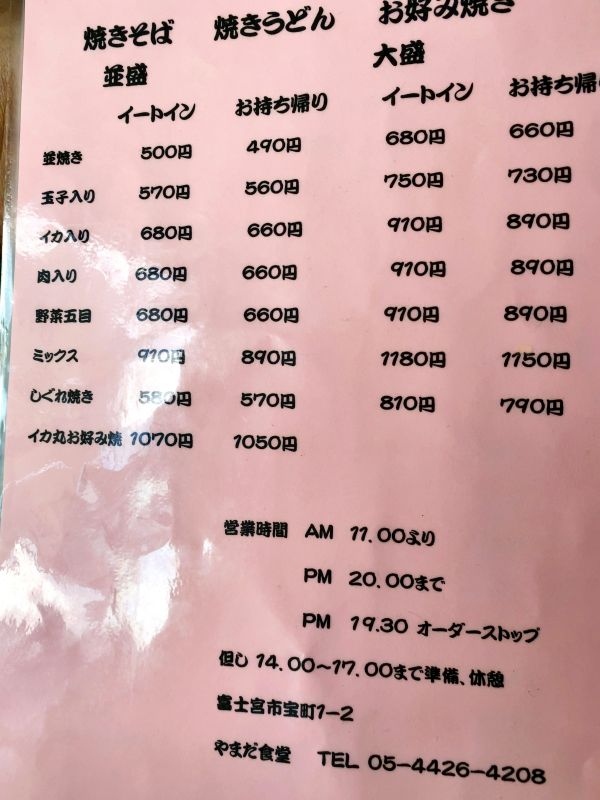 焼きそば 焼きうどん お好み焼き
並盛 大盛
イートイン お持ち帰り イートイン お持ち帰り
並焼き 500円 490円 680円 660円
玉子入り 570円 560円 750円 730円
イカ入り 680円 660円 910円 890円
肉入り 680円 660円 910円 890円
野菜五目 680円 660円 910円 890円
ミックス 910円 890円 1180円 1150円
しぐれ焼き 580円 570円 810円 790円
イカ丸お好み焼 1070円 1050円
営業時間 AM 11.00より
PM 20.00まで
PM 19.30 オーダーストップ
但し 14.00〜17.00まで準備、休憩
富士宮市宝町1-2
やまだ食堂 TEL 05-4426-4208